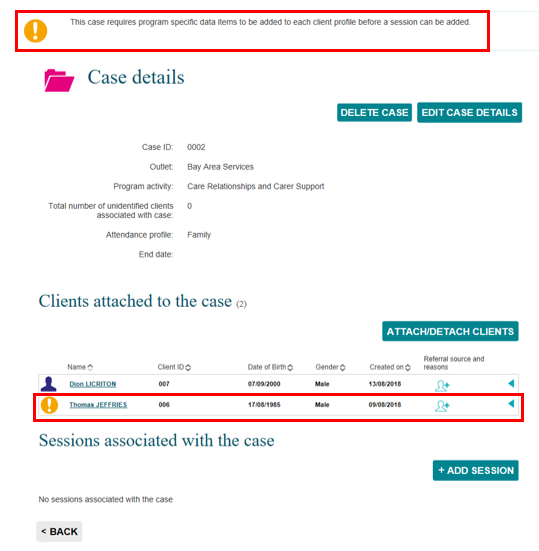 This case requires program specific data items to be added to each client profile before a session can be added.
Case details
DELETE CASE EDIT CASE DETAILS
Case ID: 0002
Outlet: Bay Area Services
Program activity: Care Relationships and Carer Support
Total number of unidentified clients 0
associated with case:
Attendance profile: Family
End date:
Clients attached to the case (2)
ATTACH/DETACH CLIENTS
Referral source and
Name Client ID Date of Birth Gender Created on reasons
Dion LICRITON 007 07/09/2000 Male 13/08/2018
Thomas JEFFRIES 006 17/08/1985 Male 09/08/2018
Sessions associated with the case
+ ADD SESSION
No sessions associated with the case
< BACK